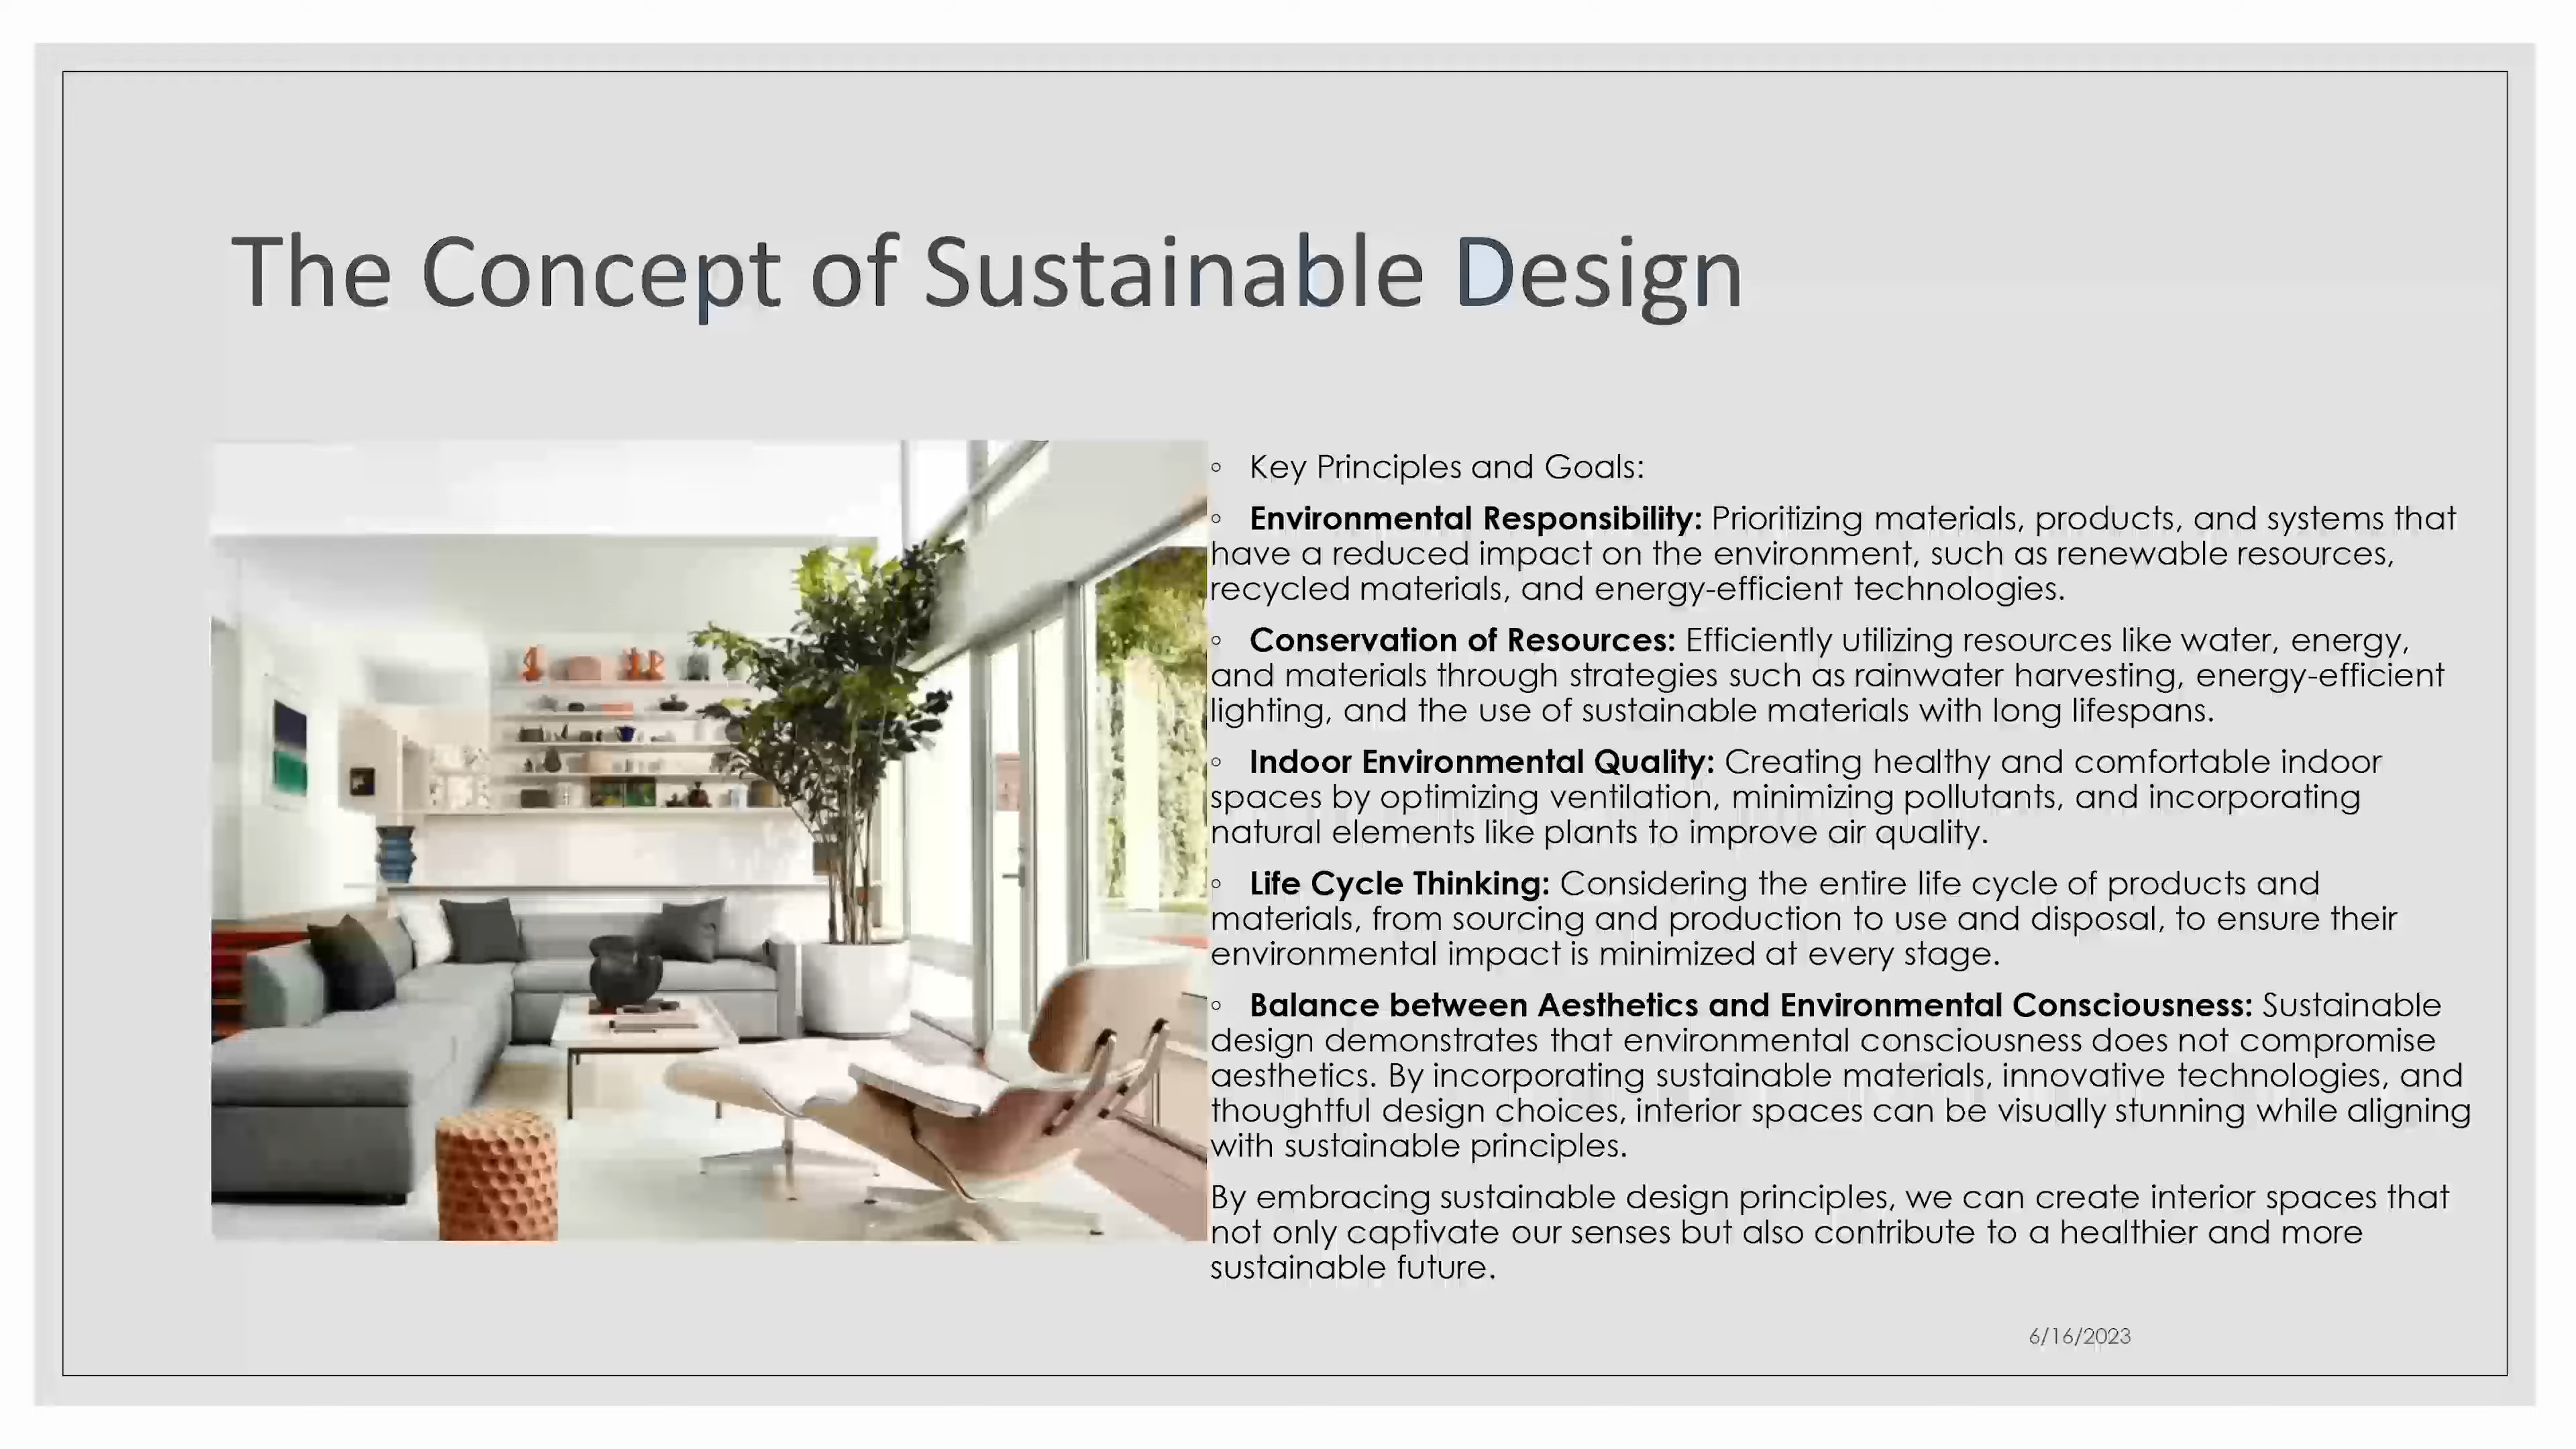 The Concept of Sustainable Design
◦ Key Principles and Goals:
◦ Environmental Responsibility: Prioritizing materials, products, and systems that
have a reduced impact on the environment, such as renewable resources,
recycled materials, and energy-efficient technologies.
◦ Conservation of Resources: Efficiently utilizing resources like water, energy,
and materials through strategies such as rainwater harvesting, energy-efficient
lighting, and the use of sustainable materials with long lifespans.
◦ Indoor Environmental Quality: Creating healthy and comfortable indoor
spaces by optimizing ventilation, minimizing pollutants, and incorporating
natural elements like plants to improve air quality.
◦ Life Cycle Thinking: Considering the entire life cycle of products and
materials, from sourcing and production to use and disposal, to ensure their
environmental impact is minimized at every stage.
◦ Balance between Aesthetics and Environmental Consciousness: Sustainable
design demonstrates that environmental consciousness does not compromise
aesthetics. By incorporating sustainable materials, innovative technologies, and
thoughtful design choices, interior spaces can be visually stunning while aligning
with sustainable principles.
By embracing sustainable design principles, we can create interior spaces that
not only captivate our senses but also contribute to a healthier and more
sustainable future.
6/16/2023